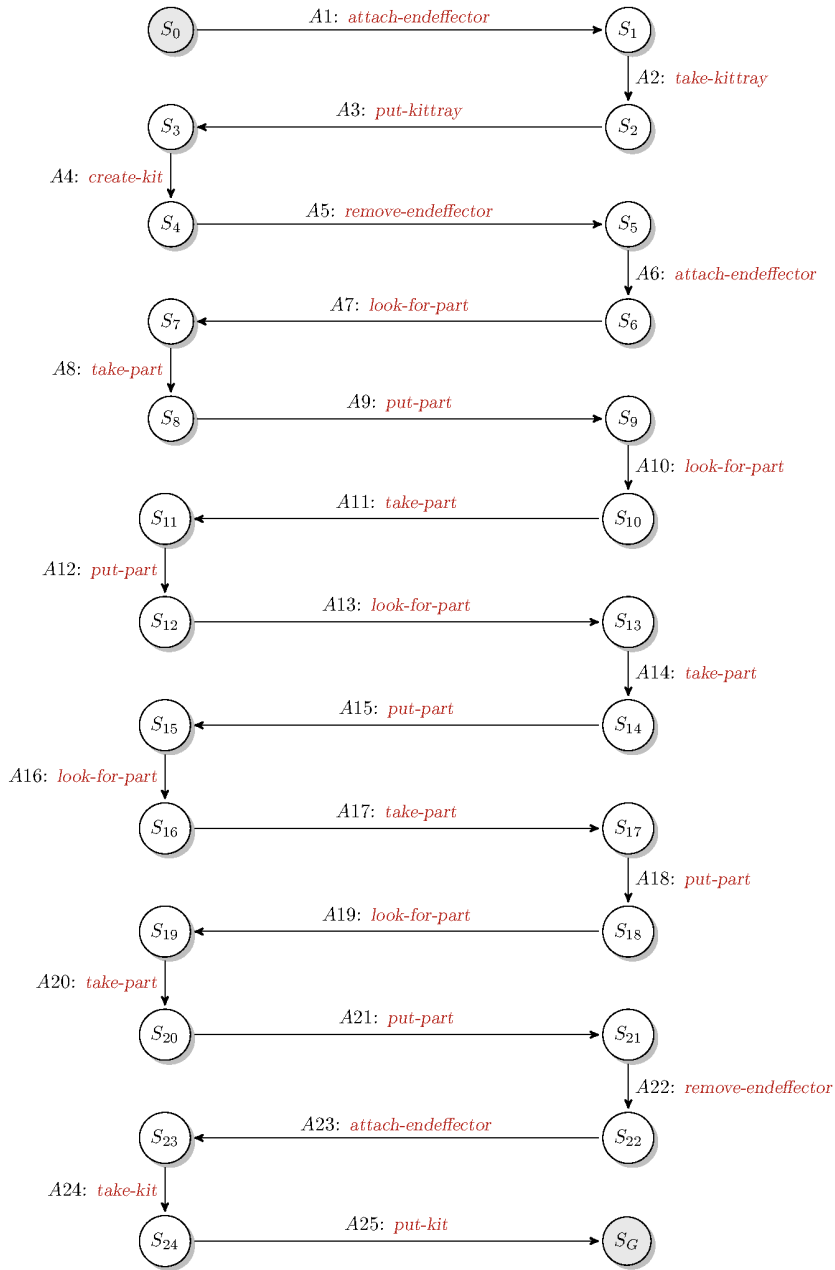 S₀ A1: attach-endeffector S₁
A2: take-kittray
S₃ A3: put-kittray S₂
A4: create-kit
S₄ A5: remove-endeffector S₅
A6: attach-endeffector
S₇ A7: look-for-part S₆
A8: take-part
S₈ A9: put-part S₉
A10: look-for-part
S₁₁ A11: take-part S₁₀
A12: put-part
S₁₂ A13: look-for-part S₁₃
A14: take-part
S₁₅ A15: put-part S₁₄
A16: look-for-part
S₁₆ A17: take-part S₁₇
A18: put-part
S₁₉ A19: look-for-part S₁₈
A20: take-part
S₂₀ A21: put-part S₂₁
A22: remove-endeffector
S₂₃ A23: attach-endeffector S₂₂
A24: take-kit
S₂₄ A25: put-kit S_G